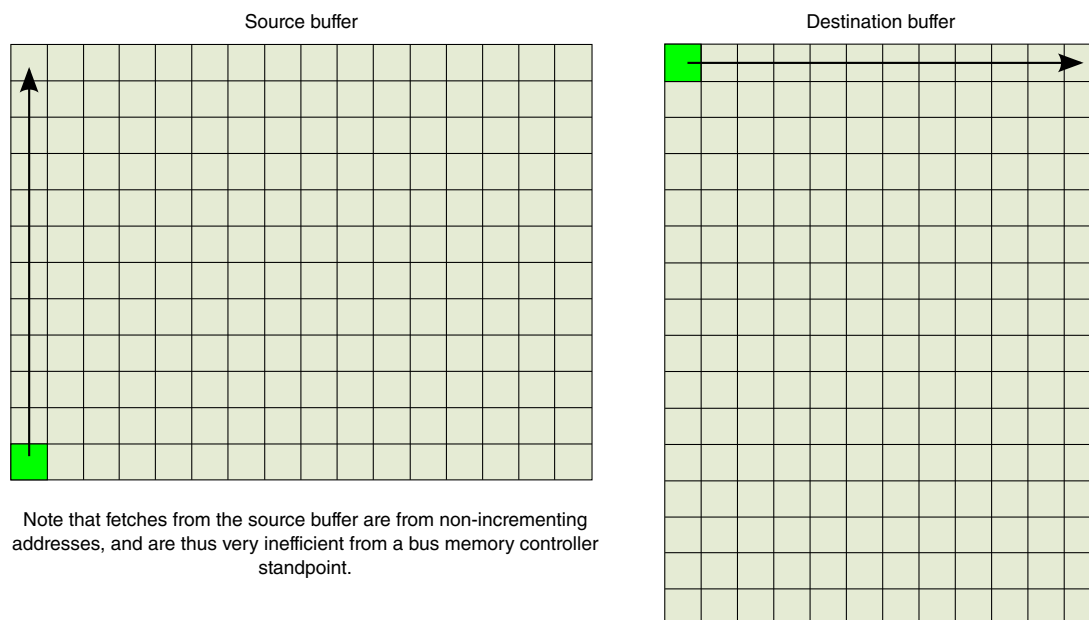 Source buffer
Destination buffer
Note that fetches from the source buffer are from non-incrementing
addresses, and are thus very inefficient from a bus memory controller
standpoint.